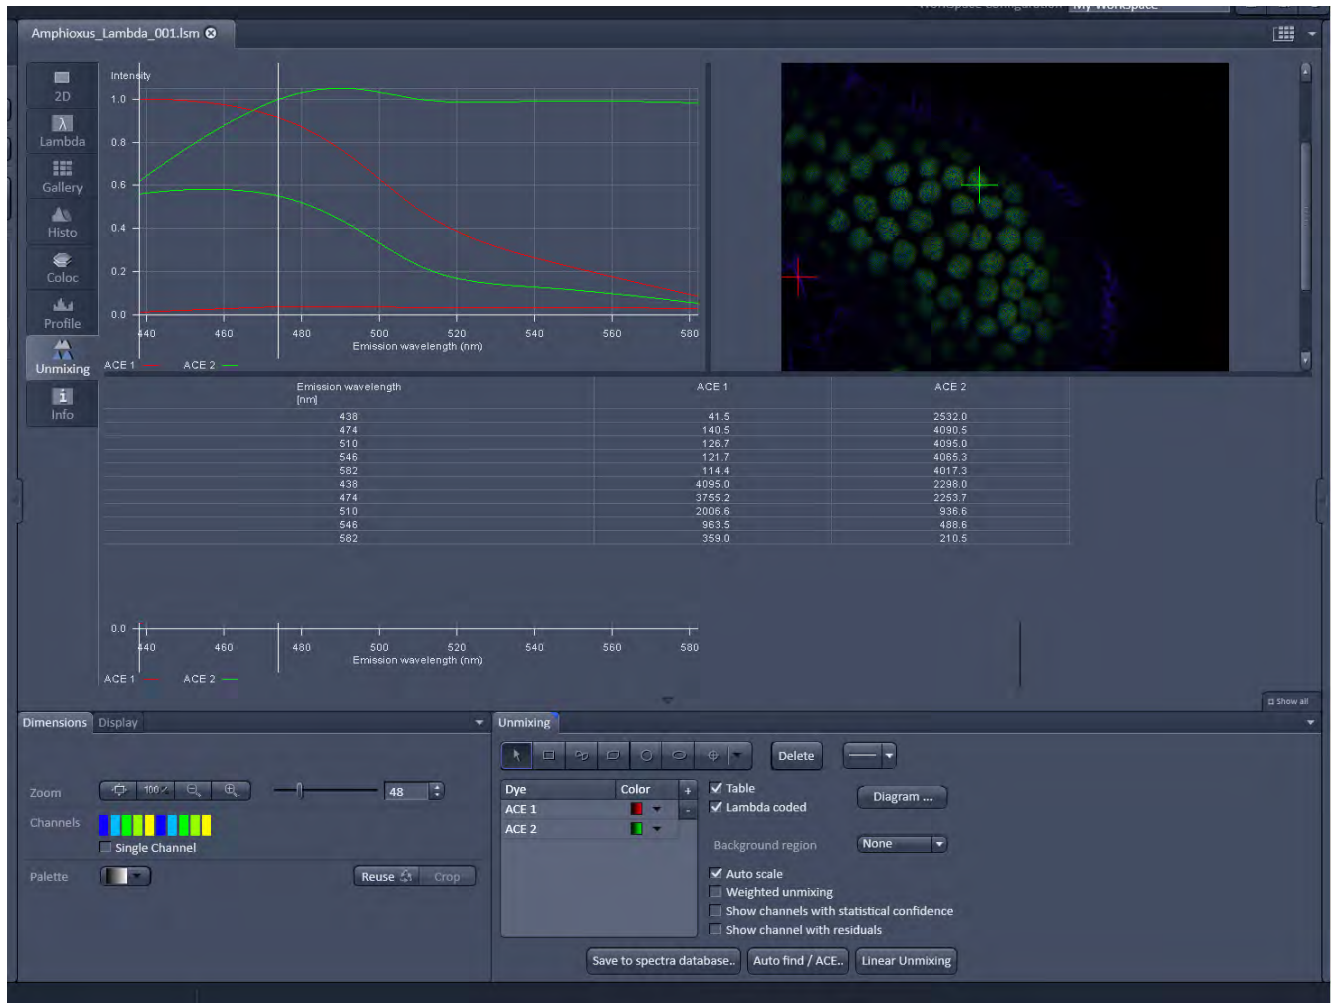 Workspace Configuration My Workspace
Amphioxus_Lambda_001.lsm
2D
Lambda
Gallery
Histo
Coloc
Profile
Unmixing
Info
Intensity
1.0
0.8
0.6
0.4
0.2
0.0
440 460 480 500 520 540 560 580
Emission wavelength (nm)
ACE 1 ACE 2
Emission wavelength [nm] ACE 1 ACE 2
438 41.5 2532.0
474 140.5 4090.5
510 126.7 4095.0
546 121.7 4065.3
582 114.4 4017.3
438 4095.0 2298.0
474 3755.2 2253.7
510 2006.6 936.6
546 963.5 488.6
582 359.0 210.5
0.0
440 460 480 500 520 540 560 580
Emission wavelength (nm)
ACE 1 ACE 2
Show all
Dimensions Display
Zoom 100% 48
Channels
Single Channel
Palette Reuse Crop
Unmixing
Delete
Dye Color +
ACE 1 -
ACE 2
Table
Lambda coded
Diagram ...
Background region None
Auto scale
Weighted unmixing
Show channels with statistical confidence
Show channel with residuals
Save to spectra database.. Auto find / ACE.. Linear Unmixing